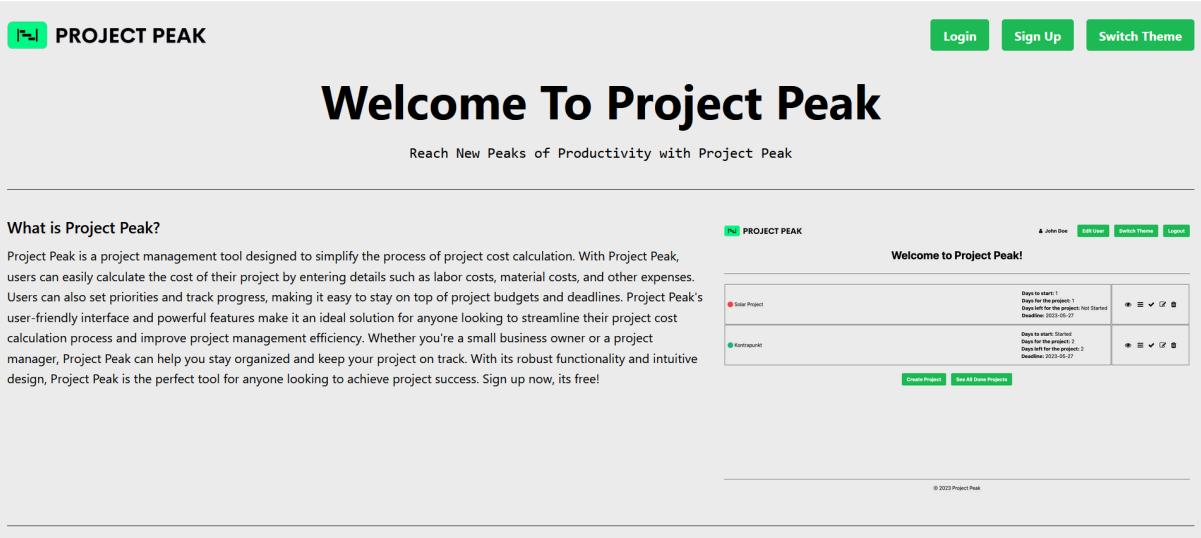 PROJECT PEAK
Login
Sign Up
Switch Theme
Welcome To Project Peak
Reach New Peaks of Productivity with Project Peak
What is Project Peak?
Project Peak is a project management tool designed to simplify the process of project cost calculation. With Project Peak,
users can easily calculate the cost of their project by entering details such as labor costs, material costs, and other expenses.
Users can also set priorities and track progress, making it easy to stay on top of project budgets and deadlines. Project Peak's
user-friendly interface and powerful features make it an ideal solution for anyone looking to streamline their project cost
calculation process and improve project management efficiency. Whether you're a small business owner or a project
manager, Project Peak can help you stay organized and keep your project on track. With its robust functionality and intuitive
design, Project Peak is the perfect tool for anyone looking to achieve project success. Sign up now, its free!
PROJECT PEAK
John Doe
Edit User
Switch Theme
Logout
Welcome to Project Peak!
Solar Project
Days to start: 1
Days for the project: 1
Days left for the project: Not Started
Deadline: 2023-05-27
Kontrapunkt
Days to start: Started
Days for the project: 2
Days left for the project: 2
Deadline: 2023-05-27
Create Project
See All Done Projects
© 2023 Project Peak